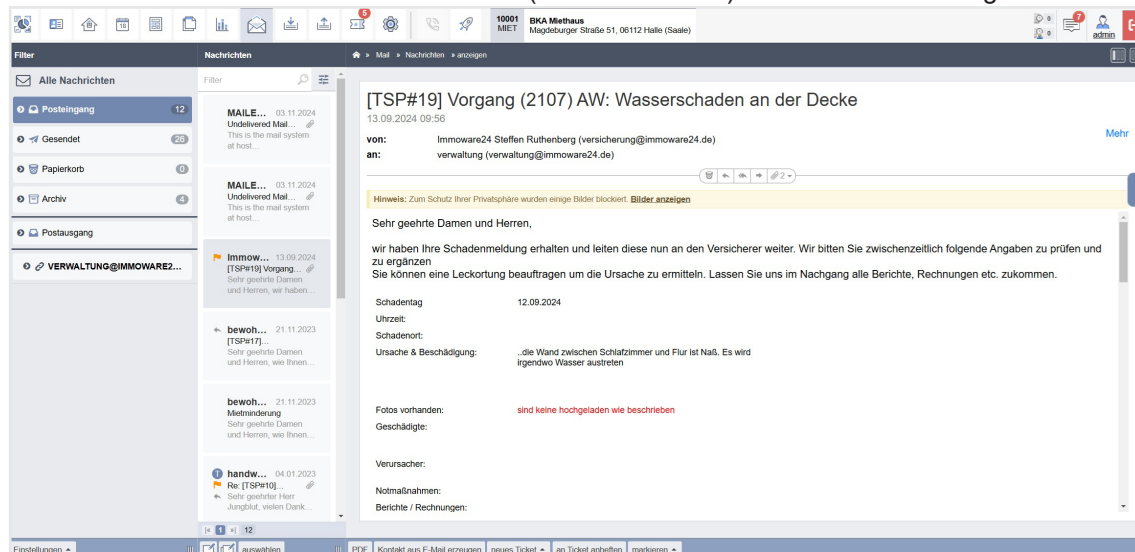 5
10001
MIET
BKA Miethaus
Magdeburger Straße 51, 06112 Halle (Saale)
0
0
7
admin
18
Filter
Nachrichten
» Mail » Nachrichten » anzeigen
Alle Nachrichten
Posteingang 12
Gesendet 25
Papierkorb 0
Archiv 4
Postausgang
VERWALTUNG@IMMOWARE2...
Filter
MAILE... 03.11.2024
Undelivered Mail...
This is the mail system
at host...
MAILE... 03.11.2024
Undelivered Mail...
This is the mail system
at host...
Immow... 13.09.2024
[TSP#19] Vorgang...
Sehr geehrte Damen
und Herren, wir haben...
bewoh... 21.11.2023
[TSP#17]...
Sehr geehrte Damen
und Herren, wie Ihnen...
bewoh... 21.11.2023
Mietminderung
Sehr geehrte Damen
und Herren, wie Ihnen...
handw... 04.01.2023
Re: [TSP#10]...
Sehr geehrter Herr
Jungblut, vielen Dank...
1 12
[TSP#19] Vorgang (2107) AW: Wasserschaden an der Decke
13.09.2024 09:56
Mehr
von: Immoware24 Steffen Ruthenberg (versicherung@immoware24.de)
an: verwaltung (verwaltung@immoware24.de)
2
Hinweis: Zum Schutz Ihrer Privatsphäre wurden einige Bilder blockiert. Bilder anzeigen
Sehr geehrte Damen und Herren,
wir haben Ihre Schadenmeldung erhalten und leiten diese nun an den Versicherer weiter. Wir bitten Sie zwischenzeitlich folgende Angaben zu prüfen und
zu ergänzen
Sie können eine Leckortung beauftragen um die Ursache zu ermitteln. Lassen Sie uns im Nachgang alle Berichte, Rechnungen etc. zukommen.
Schadentag 12.09.2024
Uhrzeit:
Schadenort:
Ursache & Beschädigung: ..die Wand zwischen Schlafzimmer und Flur ist Naß. Es wird
irgendwo Wasser austreten
Fotos vorhanden: sind keine hochgeladen wie beschrieben
Geschädigte:
Verursacher:
Notmaßnahmen:
Berichte / Rechnungen:
Einstellungen
auswählen
PDF Kontakt aus E-Mail erzeugen neues Ticket an Ticket anheften markieren